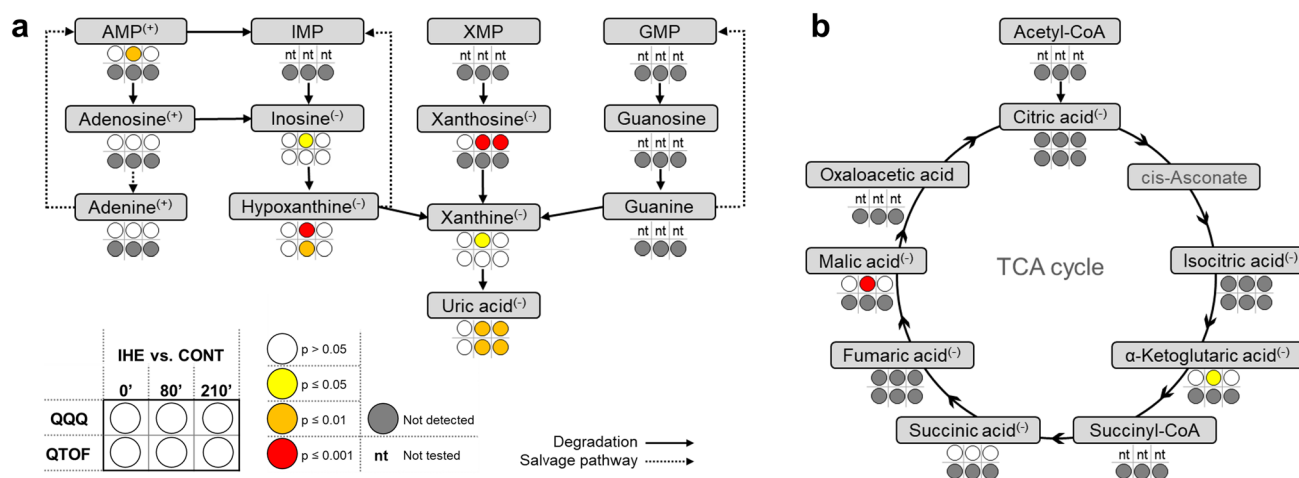 a
AMP(+) IMP XMP GMP
nt nt nt nt nt nt nt nt nt
Adenosine(+) Inosine(-) Xanthosine(-) Guanosine
nt nt nt
Adenine(+) Hypoxanthine(-) Xanthine(-) Guanine
nt nt nt
Uric acid(-)
IHE vs. CONT
0' 80' 210'
QQQ
QTOF
p > 0.05
p ≤ 0.05
p ≤ 0.01
p ≤ 0.001
Not detected
nt Not tested
Degradation
Salvage pathway
b
Acetyl-CoA
nt nt nt
Citric acid(-)
cis-Asconate
Isocitric acid(-)
α-Ketoglutaric acid(-)
Succinyl-CoA
nt nt nt
Succinic acid(-)
Fumaric acid(-)
Malic acid(-)
Oxaloacetic acid
nt nt nt
TCA cycle